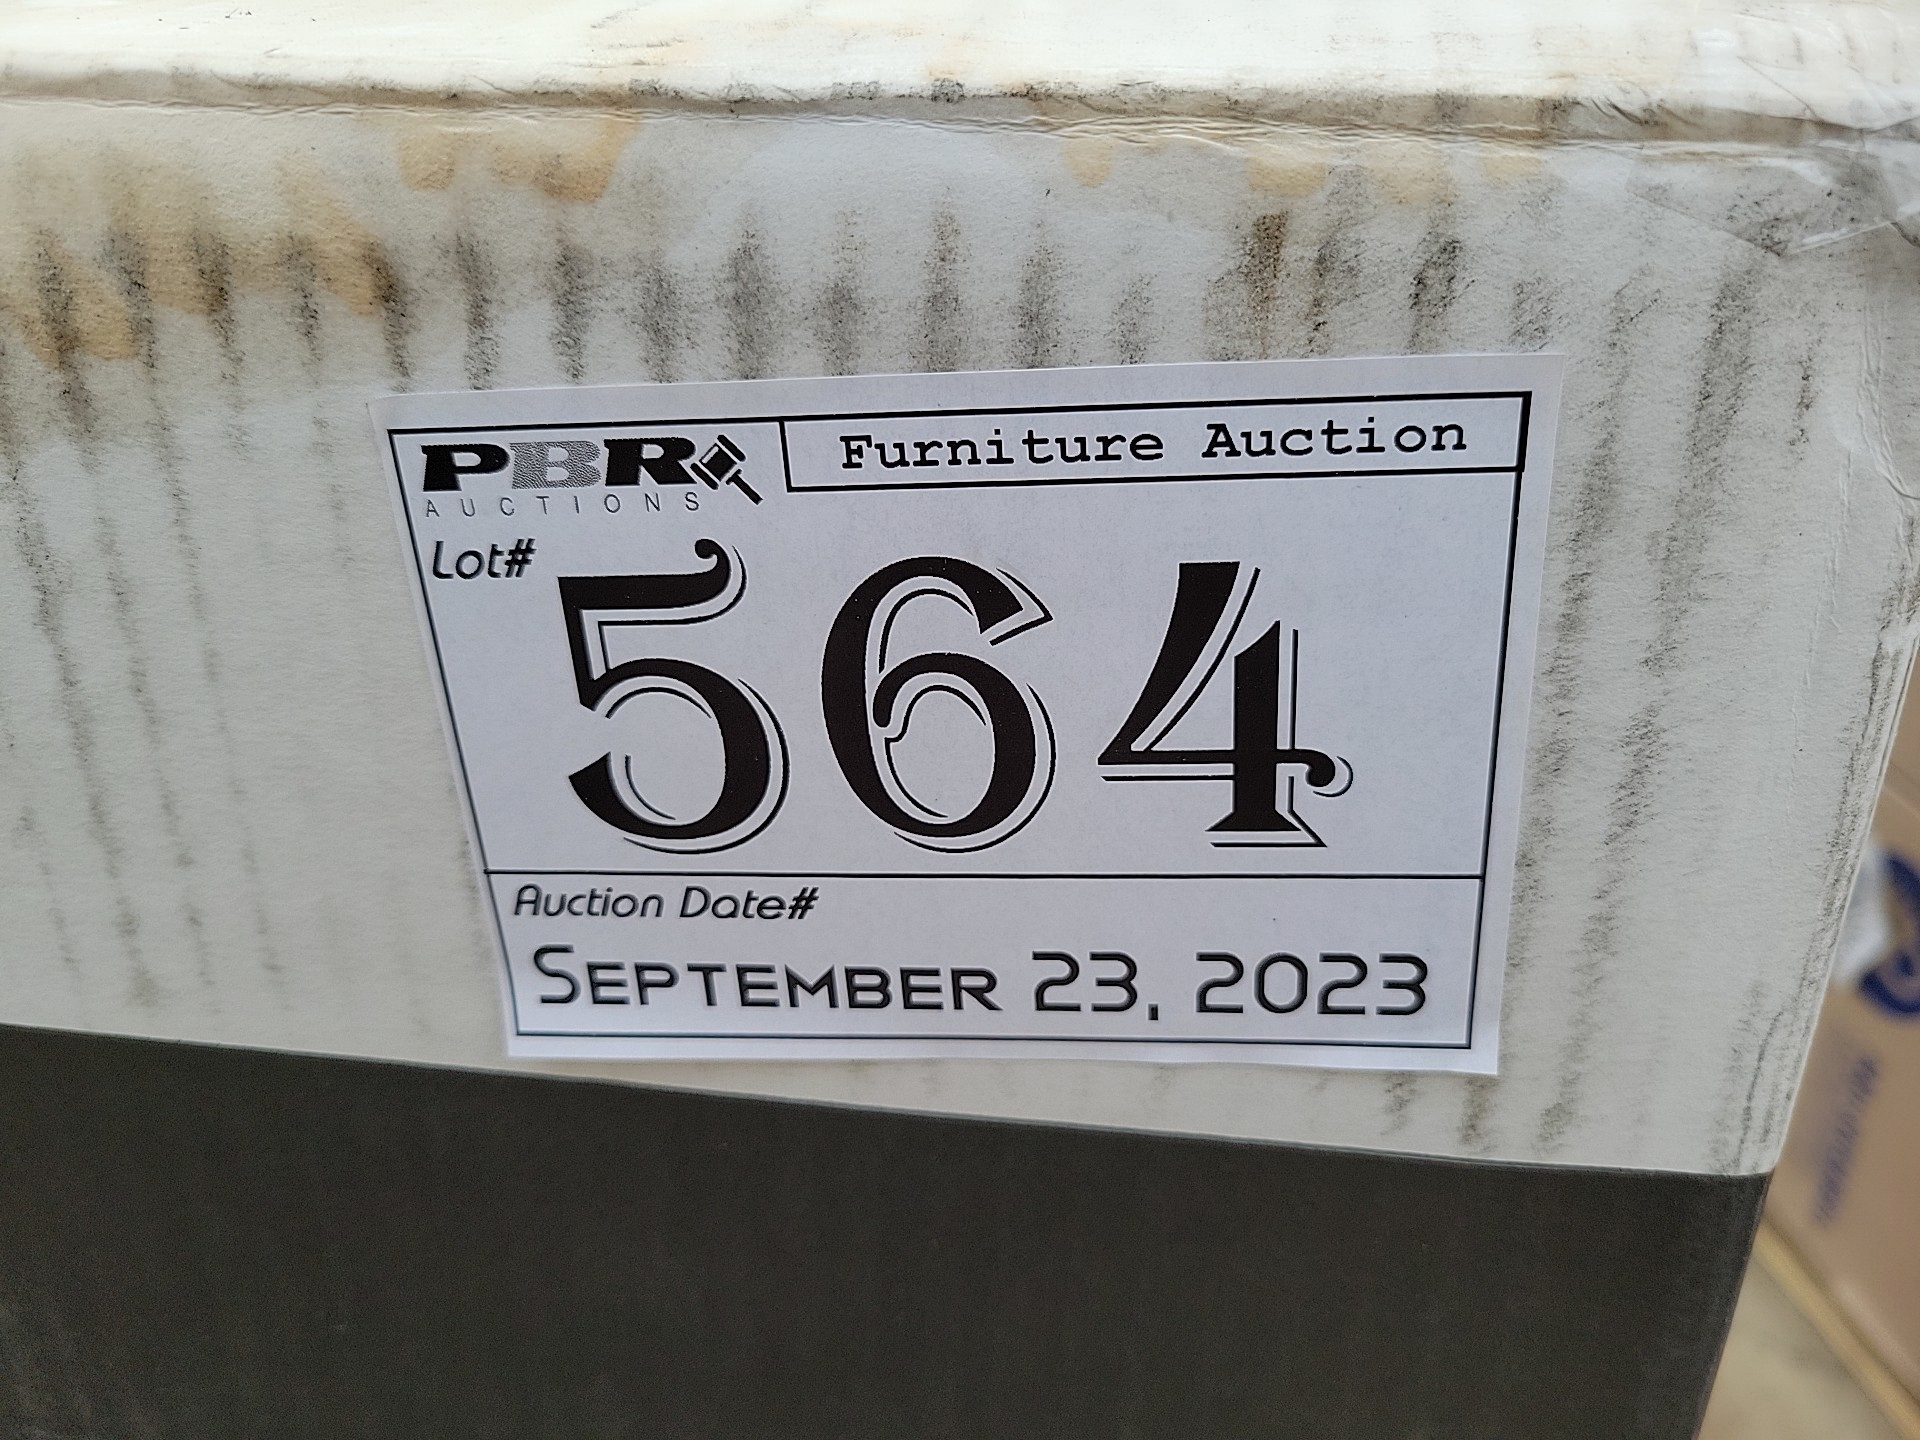 PBR
AUCTIONS
Furniture Auction
Lot#
564
Auction Date#
September 23, 2023